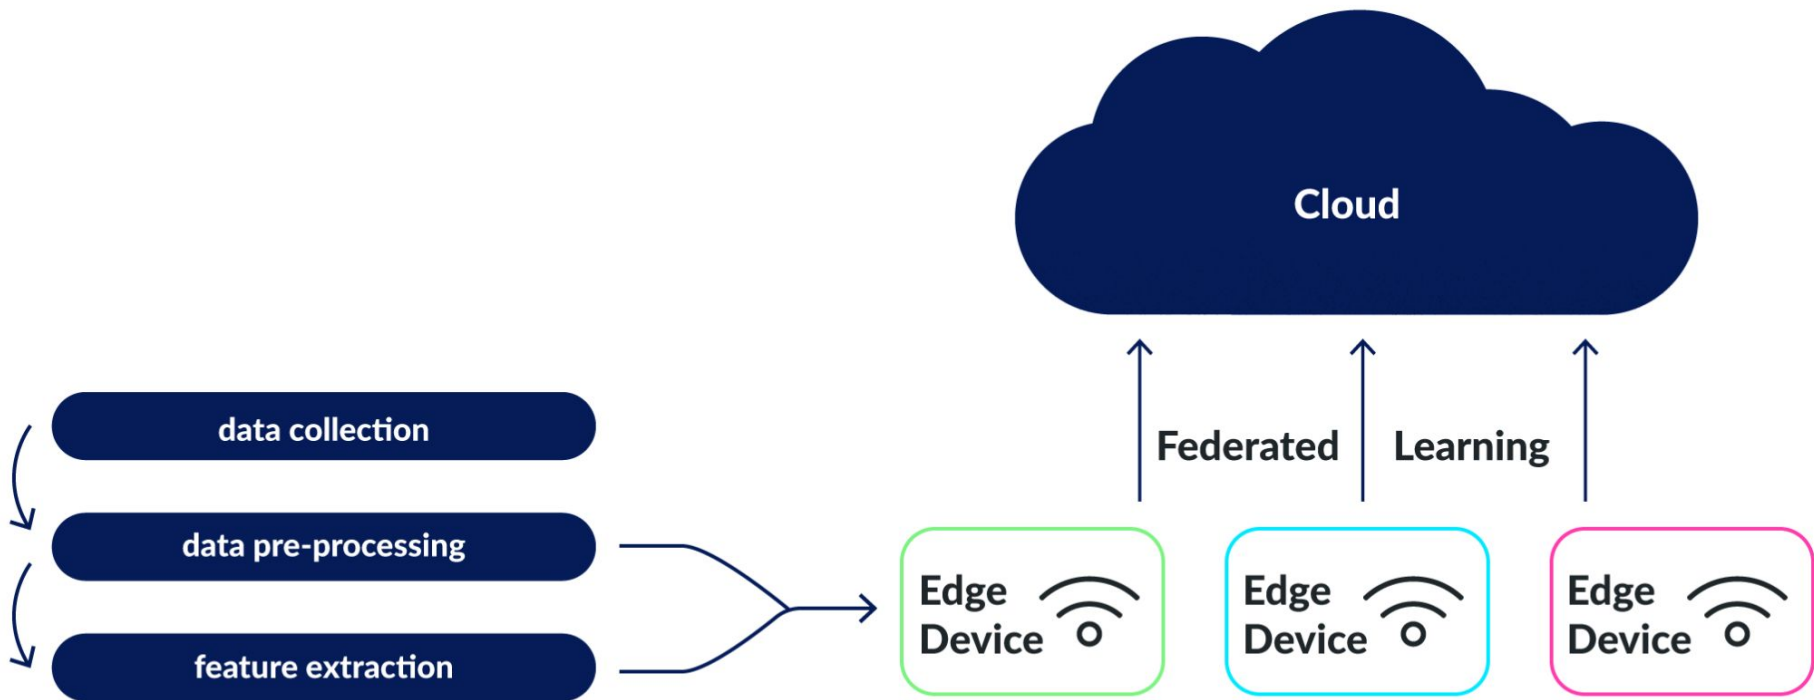 Cloud
Federated Learning
data collection
data pre-processing
feature extraction
Edge
Device
Edge
Device
Edge
Device